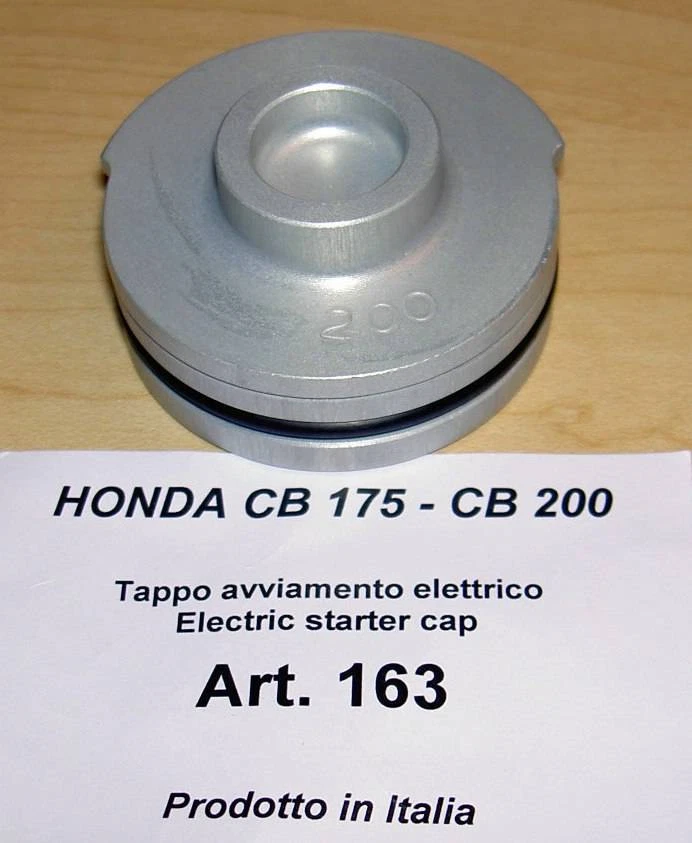 200
HONDA CB 175 - CB 200
Tappo avviamento elettrico
Electric starter cap
Art. 163
Prodotto in Italia